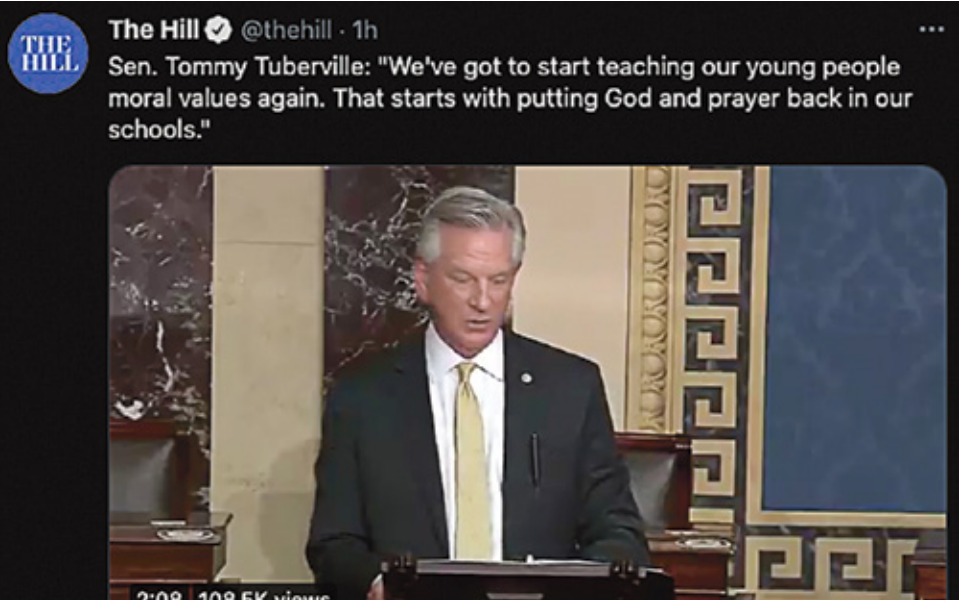 THE
HILL
The Hill @thehill · 1h
Sen. Tommy Tuberville: "We've got to start teaching our young people
moral values again. That starts with putting God and prayer back in our
schools."
2:08 108.5K views